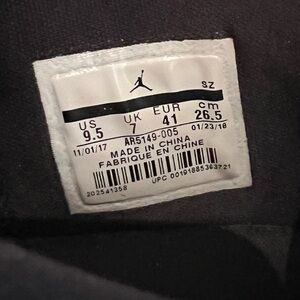 SZ
US UK EUR cm
9.5 7 41 26.5
11/01/17 AR5149-005 01/23/18
MADE IN CHINA
FABRIQUE EN CHINE
202541358 UPC 00191885363721